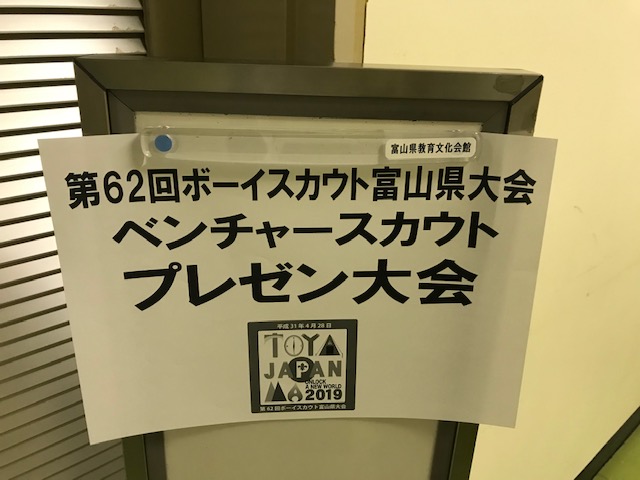 富山県教育文化会館
第62回ボーイスカウト富山県大会
ベンチャースカウト
プレゼン大会
平成31年4月28日
TOYA
JAPAN
MA
UNLOCK
A NEW WORLD
2019
第62回ボーイスカウト富山県大会